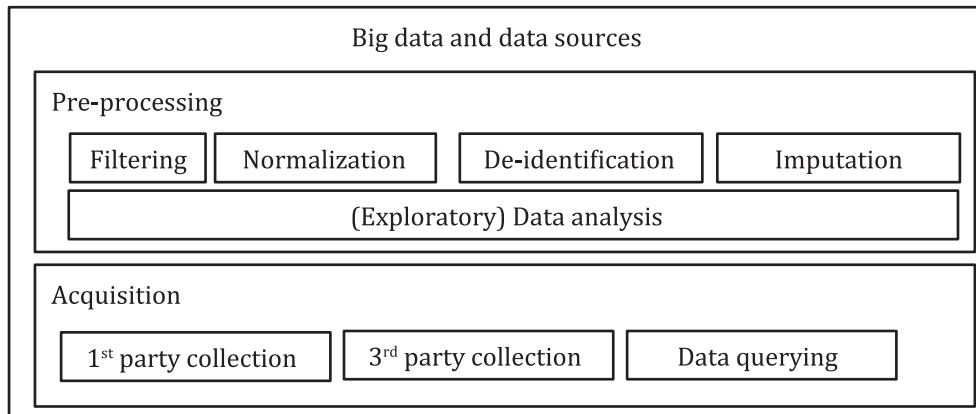 Big data and data sources
Pre-processing
Filtering
Normalization
De-identification
Imputation
(Exploratory) Data analysis
Acquisition
1st party collection
3rd party collection
Data querying